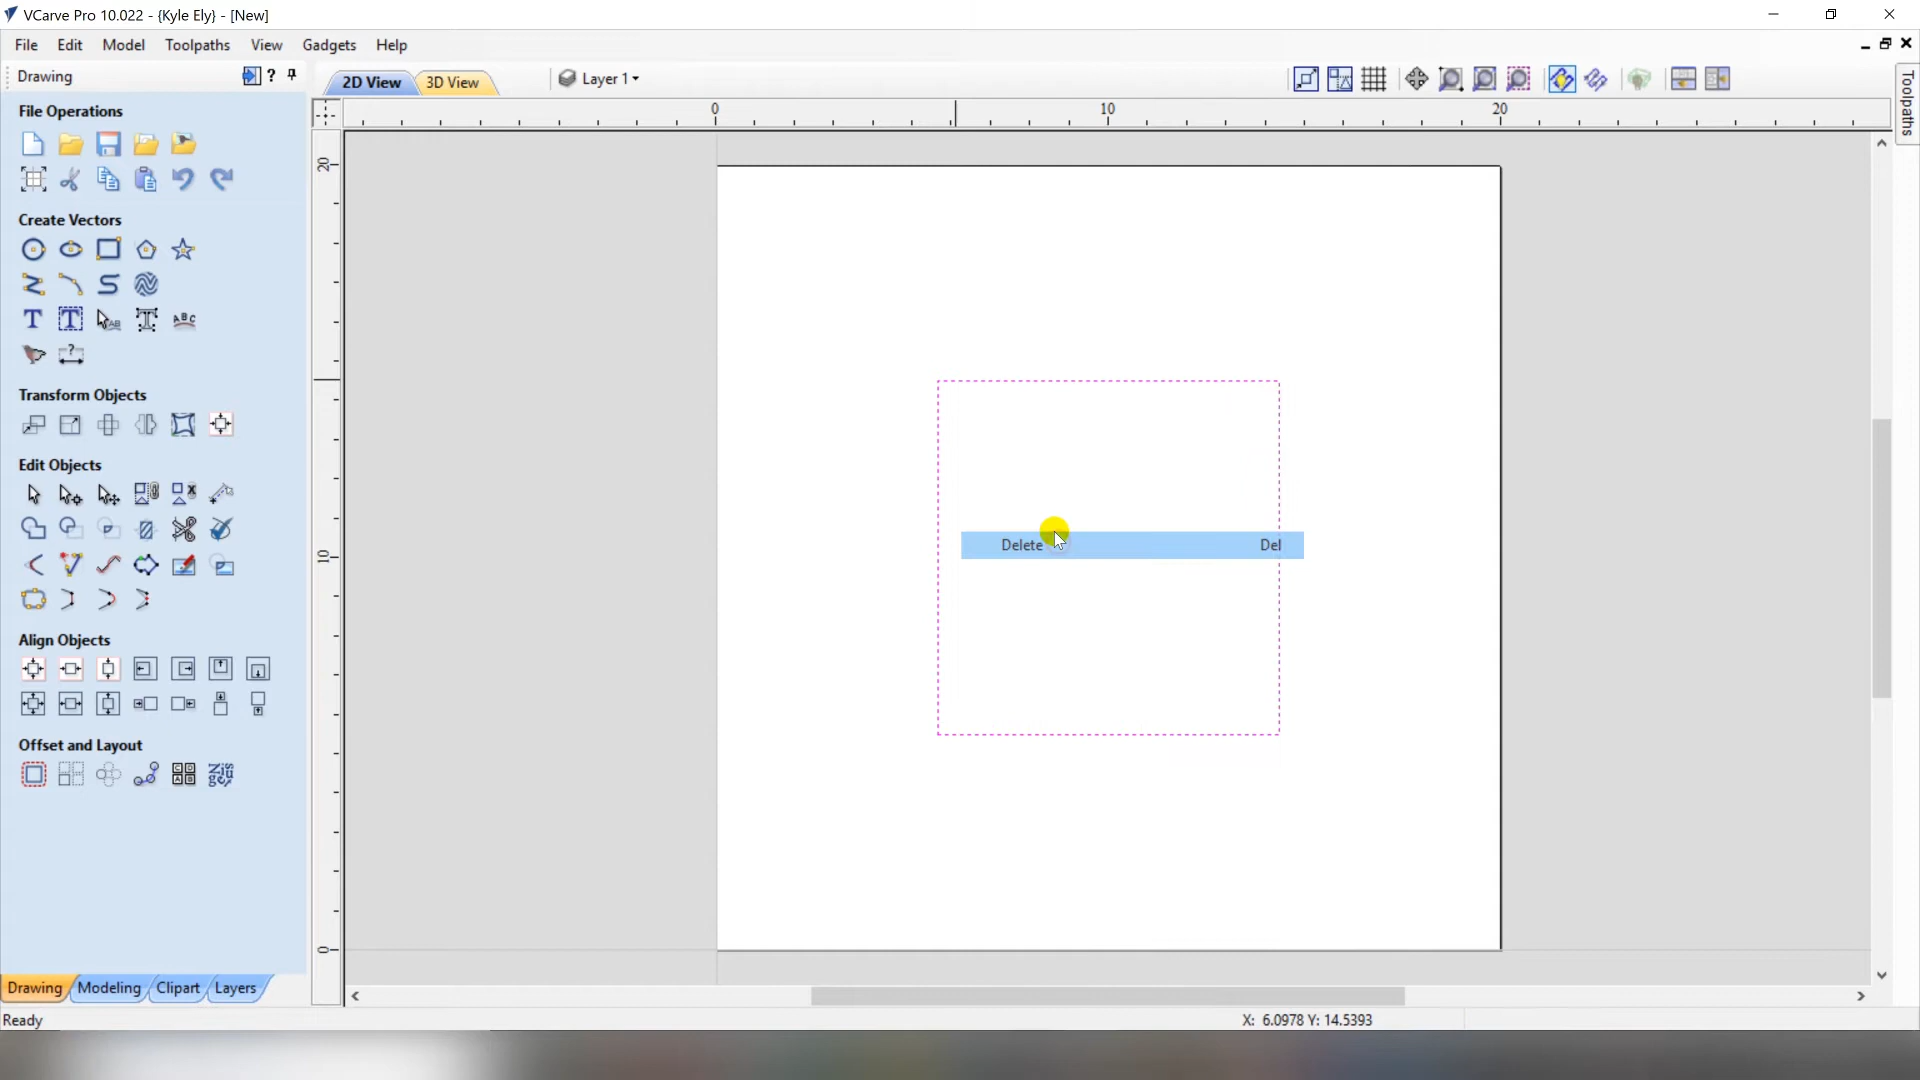 VCarve Pro 10.022 - {Kyle Ely} - [New]
File Edit Model Toolpaths View Gadgets Help
Drawing ?
2D View 3D View Layer 1
File Operations
0 10 20
Toolpaths
20
10
0
Create Vectors
T T AB T ABC
?
Transform Objects
Edit Objects
Delete Del
Align Objects
Offset and Layout
Drawing Modeling Clipart Layers
Ready X: 6.0978 Y: 14.5393